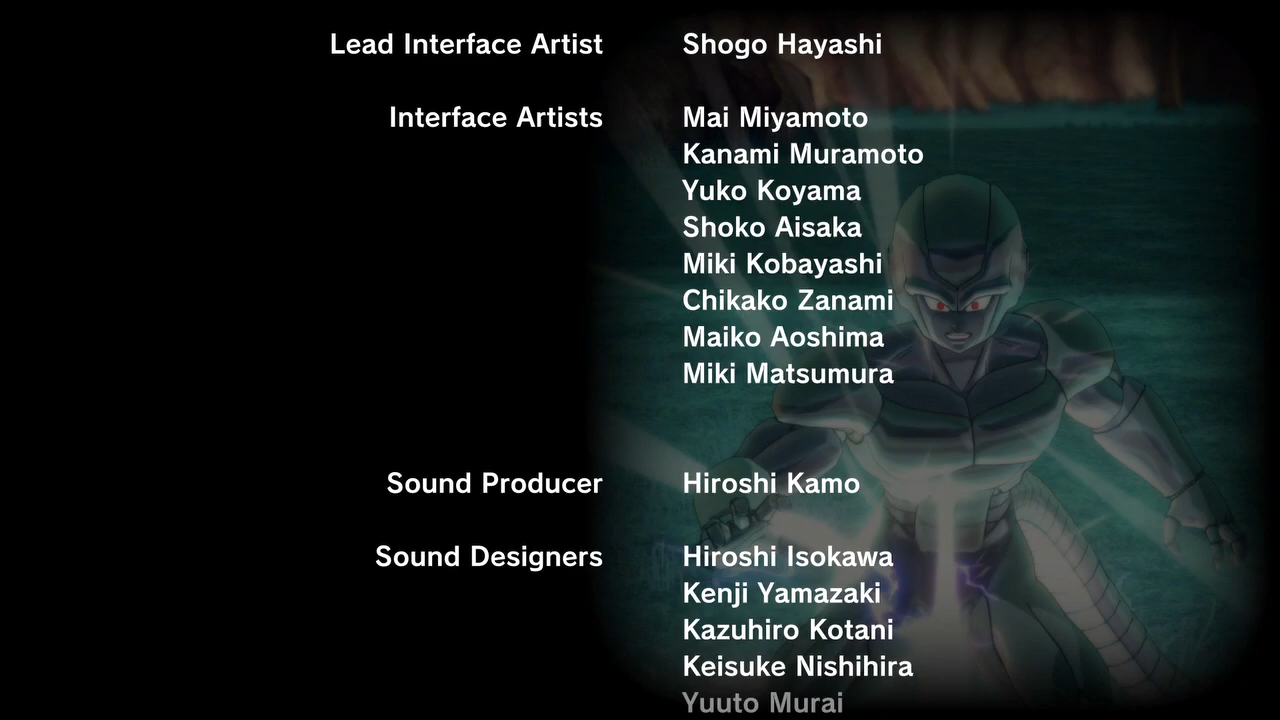 Lead Interface Artist Shogo Hayashi
Interface Artists Mai Miyamoto
Kanami Muramoto
Yuko Koyama
Shoko Aisaka
Miki Kobayashi
Chikako Zanami
Maiko Aoshima
Miki Matsumura
Sound Producer Hiroshi Kamo
Sound Designers Hiroshi Isokawa
Kenji Yamazaki
Kazuhiro Kotani
Keisuke Nishihira
Yuuto Murai